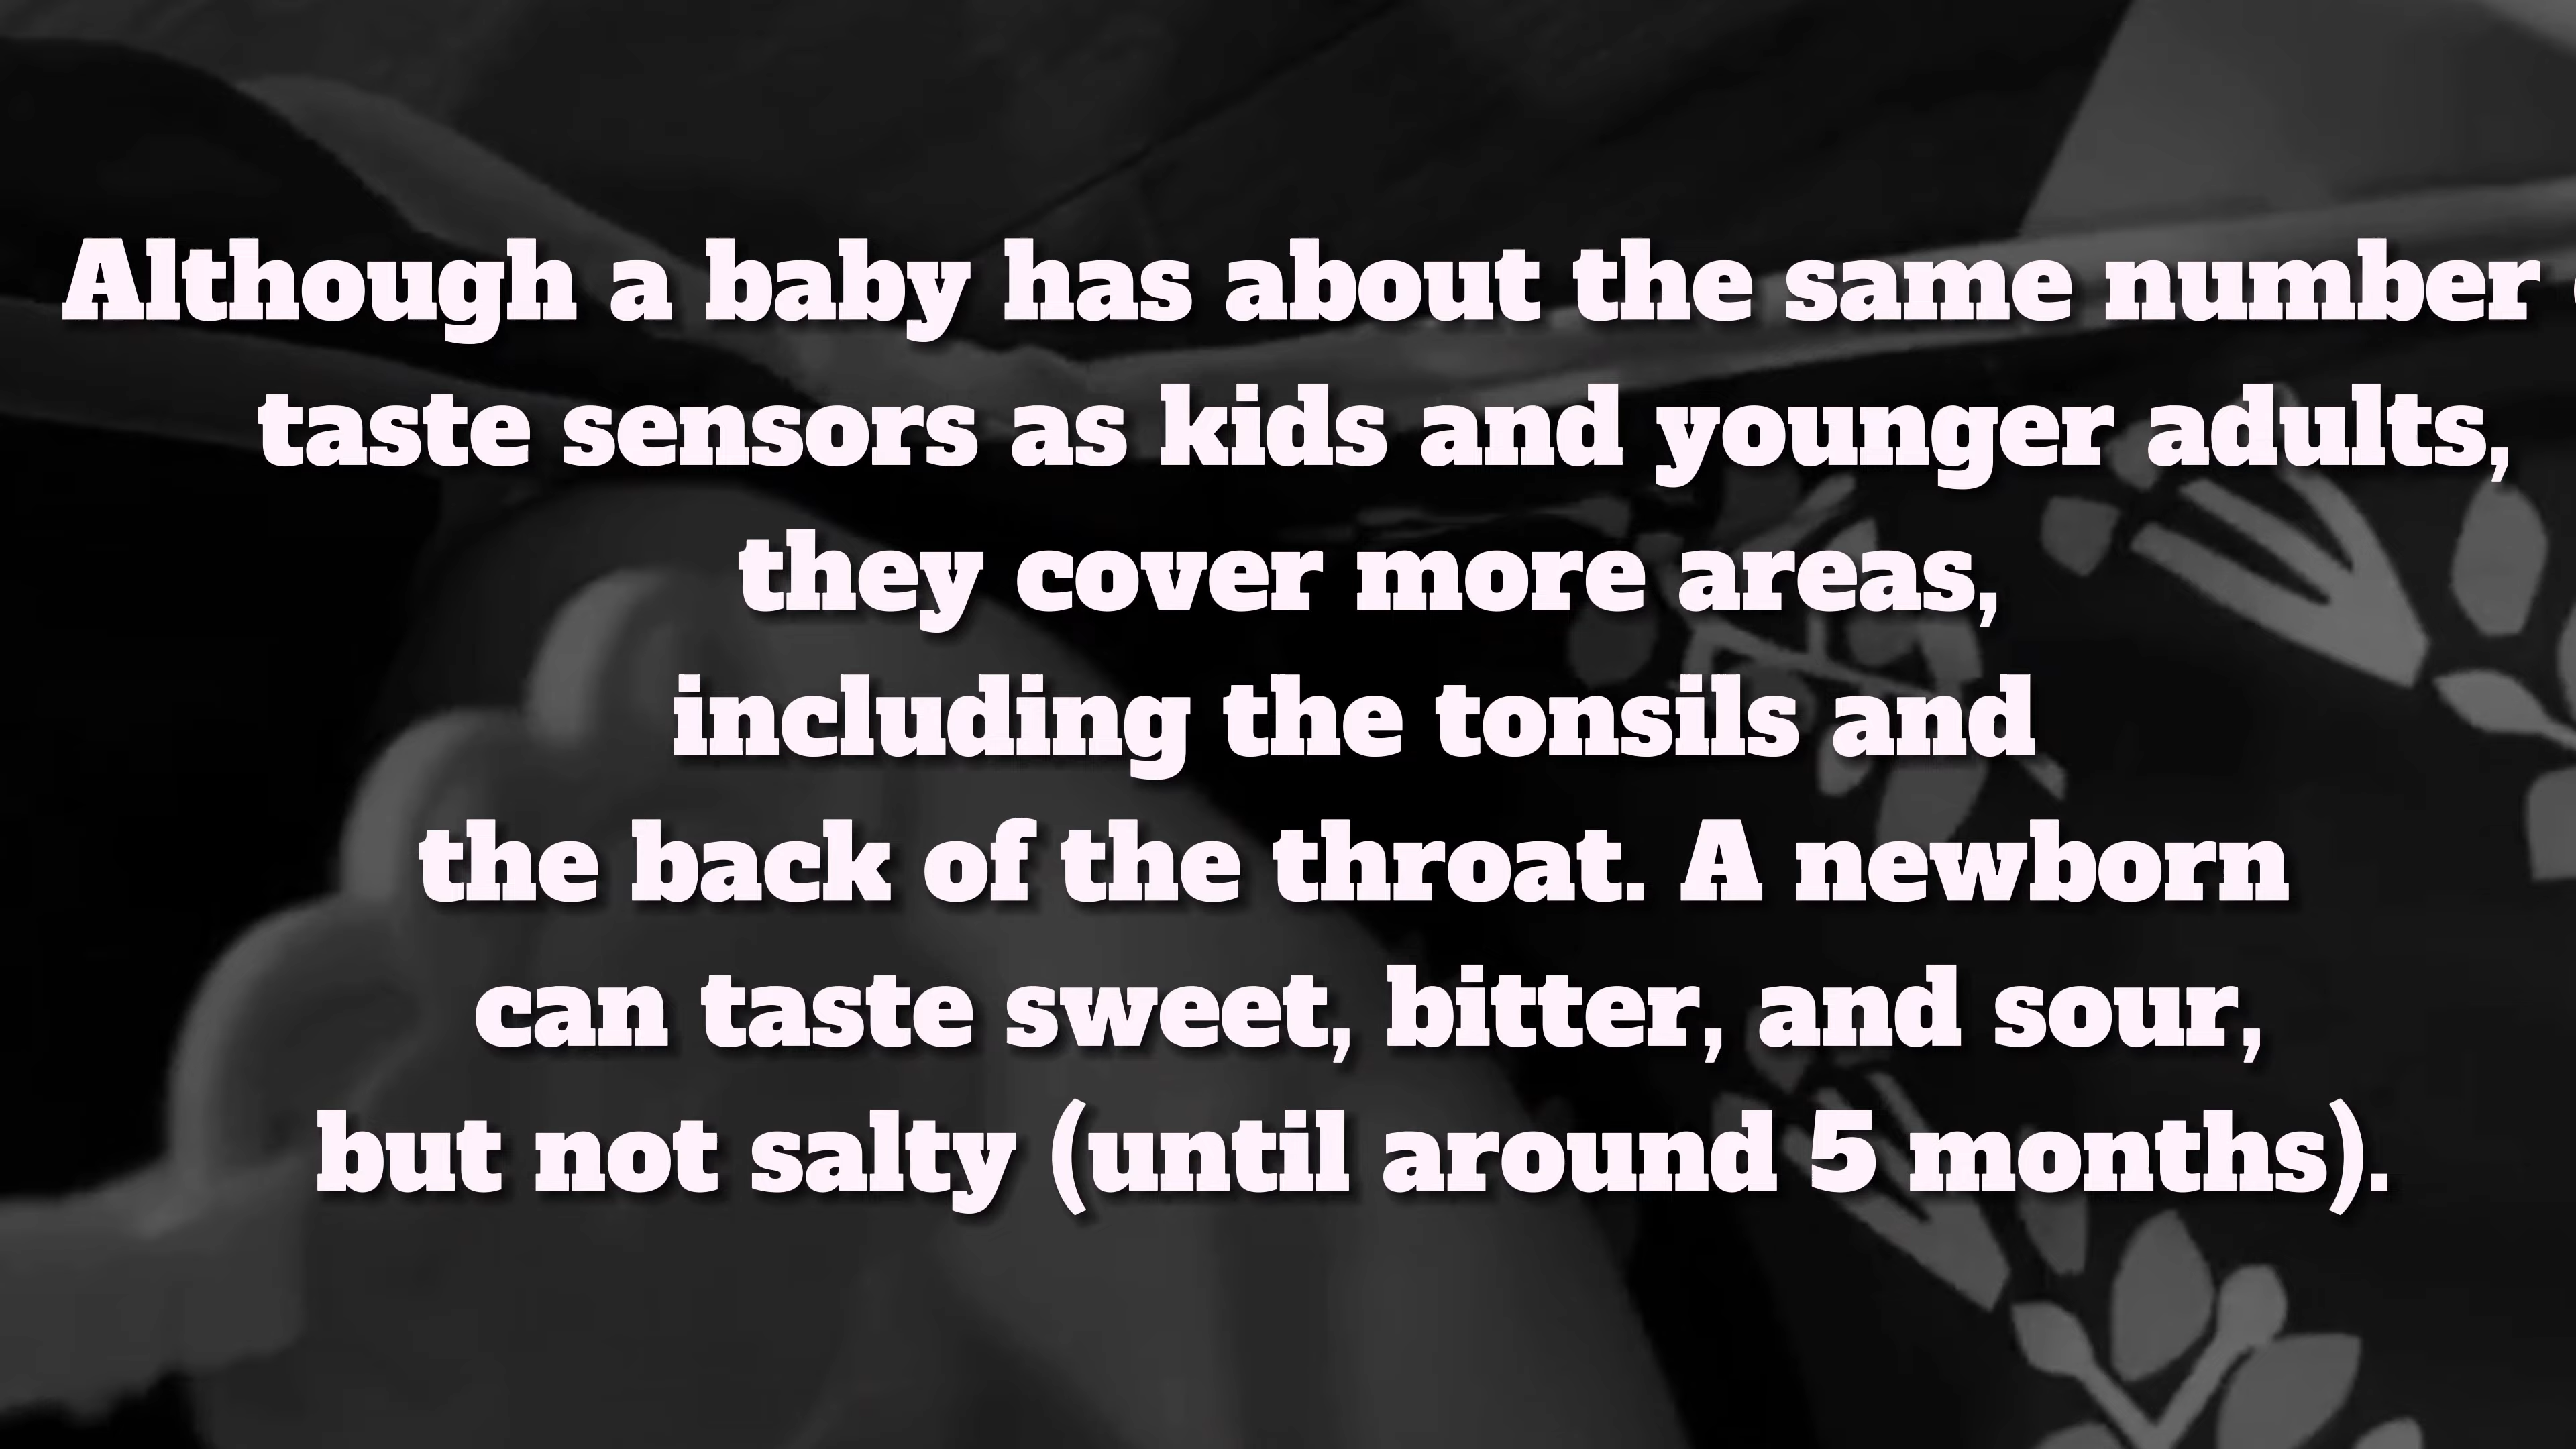 Although a baby has about the same number
taste sensors as kids and younger adults,
they cover more areas,
including the tonsils and
the back of the throat. A newborn
can taste sweet, bitter, and sour,
but not salty (until around 5 months).